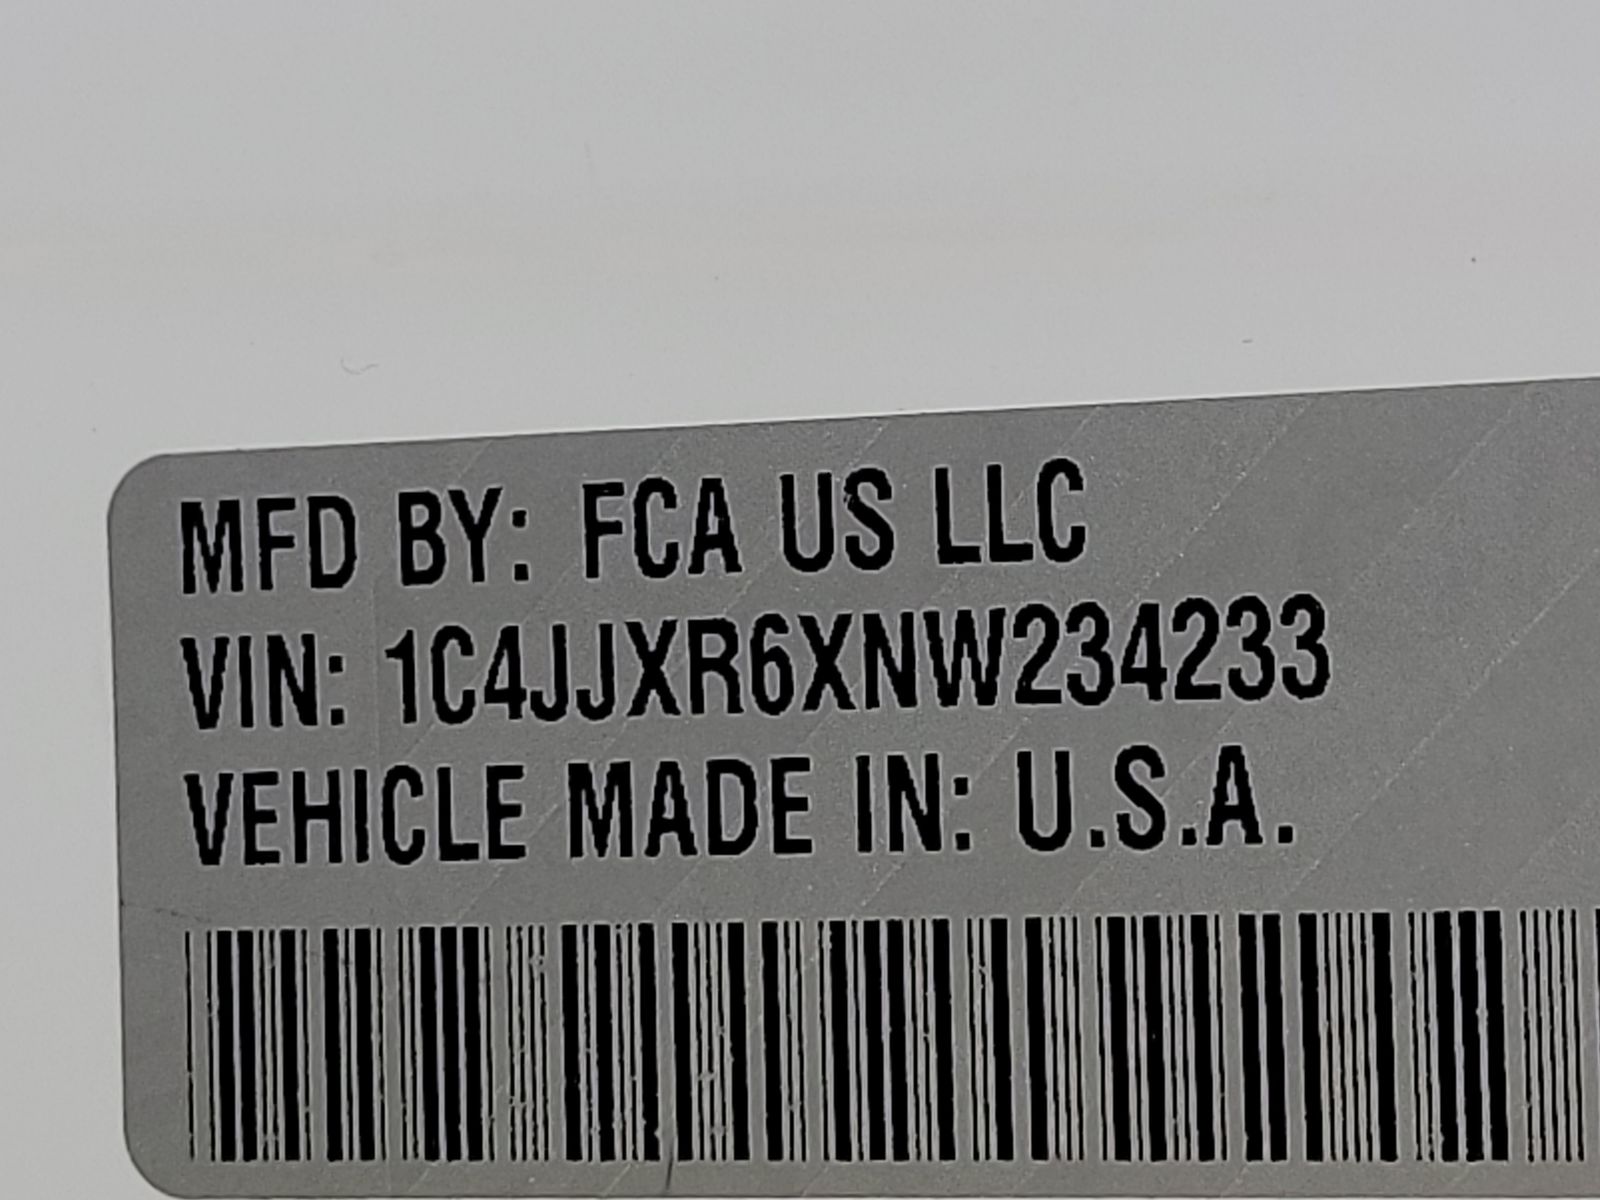 MFD BY: FCA US LLC
VIN: 1C4JJXR6XNW234233
VEHICLE MADE IN: U.S.A.